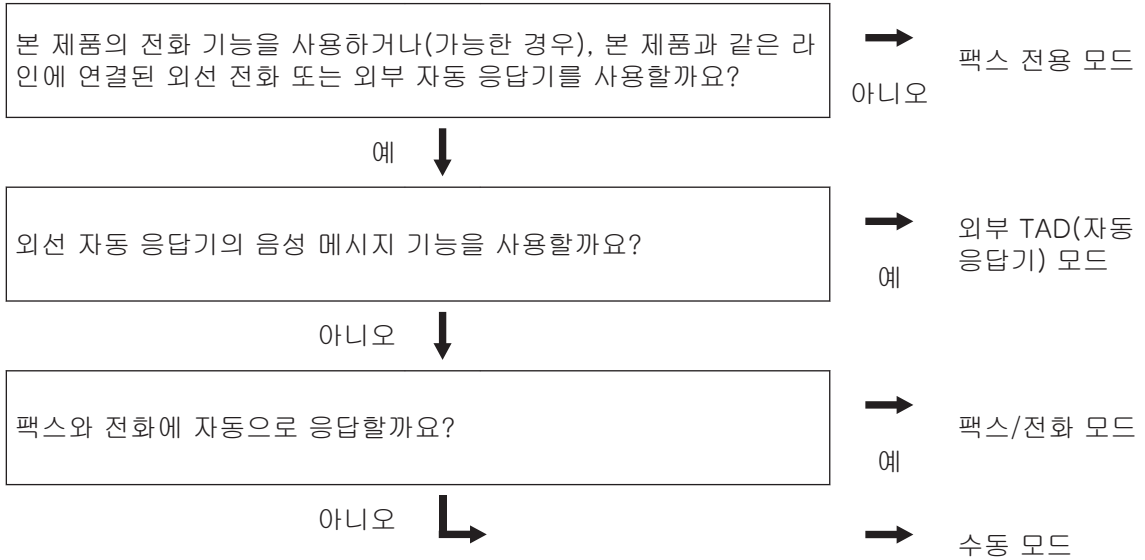 본 제품의 전화 기능을 사용하거나(가능한 경우), 본 제품과 같은 라
인에 연결된 외선 전화 또는 외부 자동 응답기를 사용할까요?
아니오
팩스 전용 모드
예
외선 자동 응답기의 음성 메시지 기능을 사용할까요?
예
외부 TAD(자동
응답기) 모드
아니오
팩스와 전화에 자동으로 응답할까요?
예
팩스/전화 모드
아니오
수동 모드